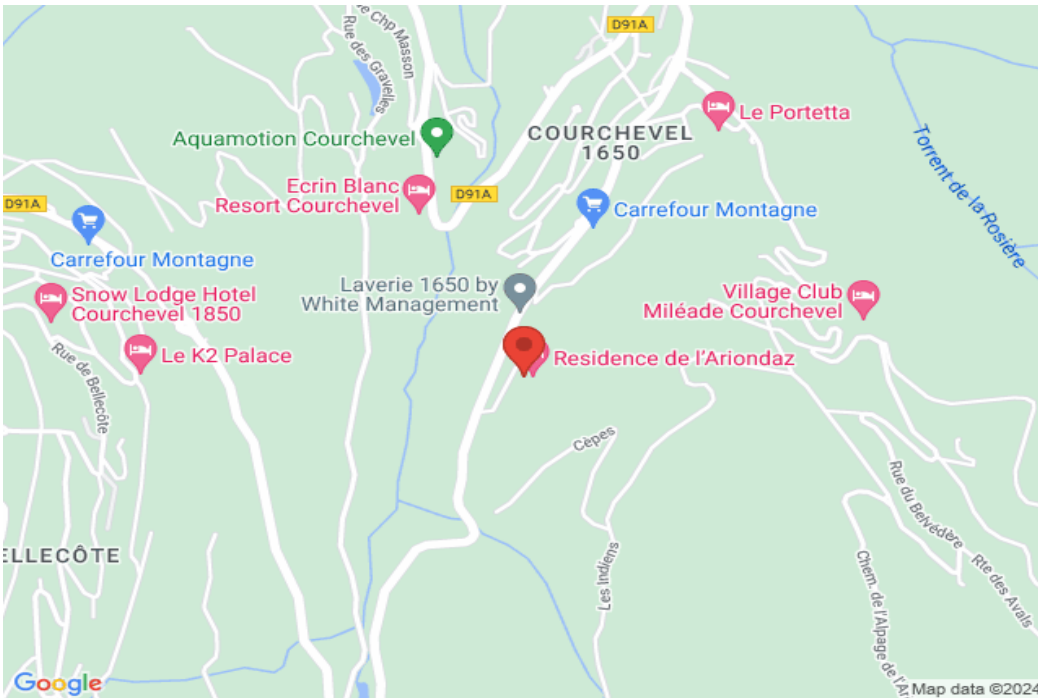 D91A
Rue des Gravelles
Chp Masson
Le Portetta
Aquamotion Courchevel
COURCHEVEL
1650
Torrent de la Rosière
Ecrin Blanc
Resort Courchevel
D91A
D91A
Carrefour Montagne
Carrefour Montagne
Laverie 1650 by
White Management
Village Club
Miléade Courchevel
Snow Lodge Hotel
Courchevel 1850
Le K2 Palace
Residence de l'Ariondaz
Rue de Bellecôte
Cèpes
Rue du Belvédère
ELLECÔTE
Les Indiens
Rte des Avals
Chem. de l'Alpage de l'Ar
Google
Map data ©2024